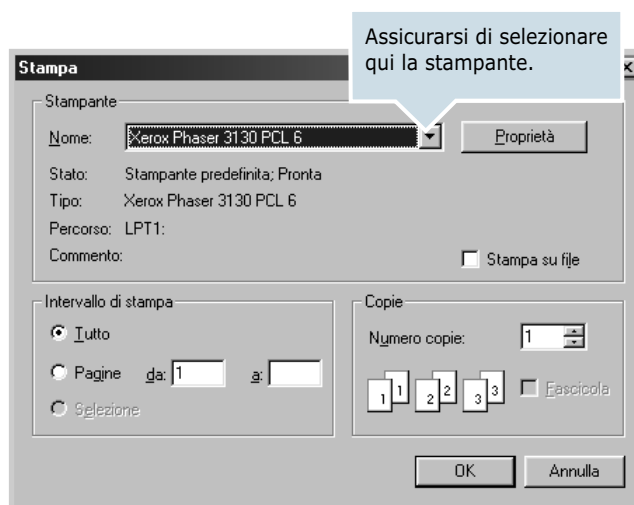 Assicurarsi di selezionare
qui la stampante.
Stampa
Stampante
Nome: Xerox Phaser 3130 PCL 6 Proprietà
Stato: Stampante predefinita; Pronta
Tipo: Xerox Phaser 3130 PCL 6
Percorso: LPT1:
Commento: Stampa su file
Intervallo di stampa
Tutto
Pagine da: 1 a:
Selezione
Copie
Numero copie: 1
1 1 2 2 3 3 Fascicola
OK Annulla